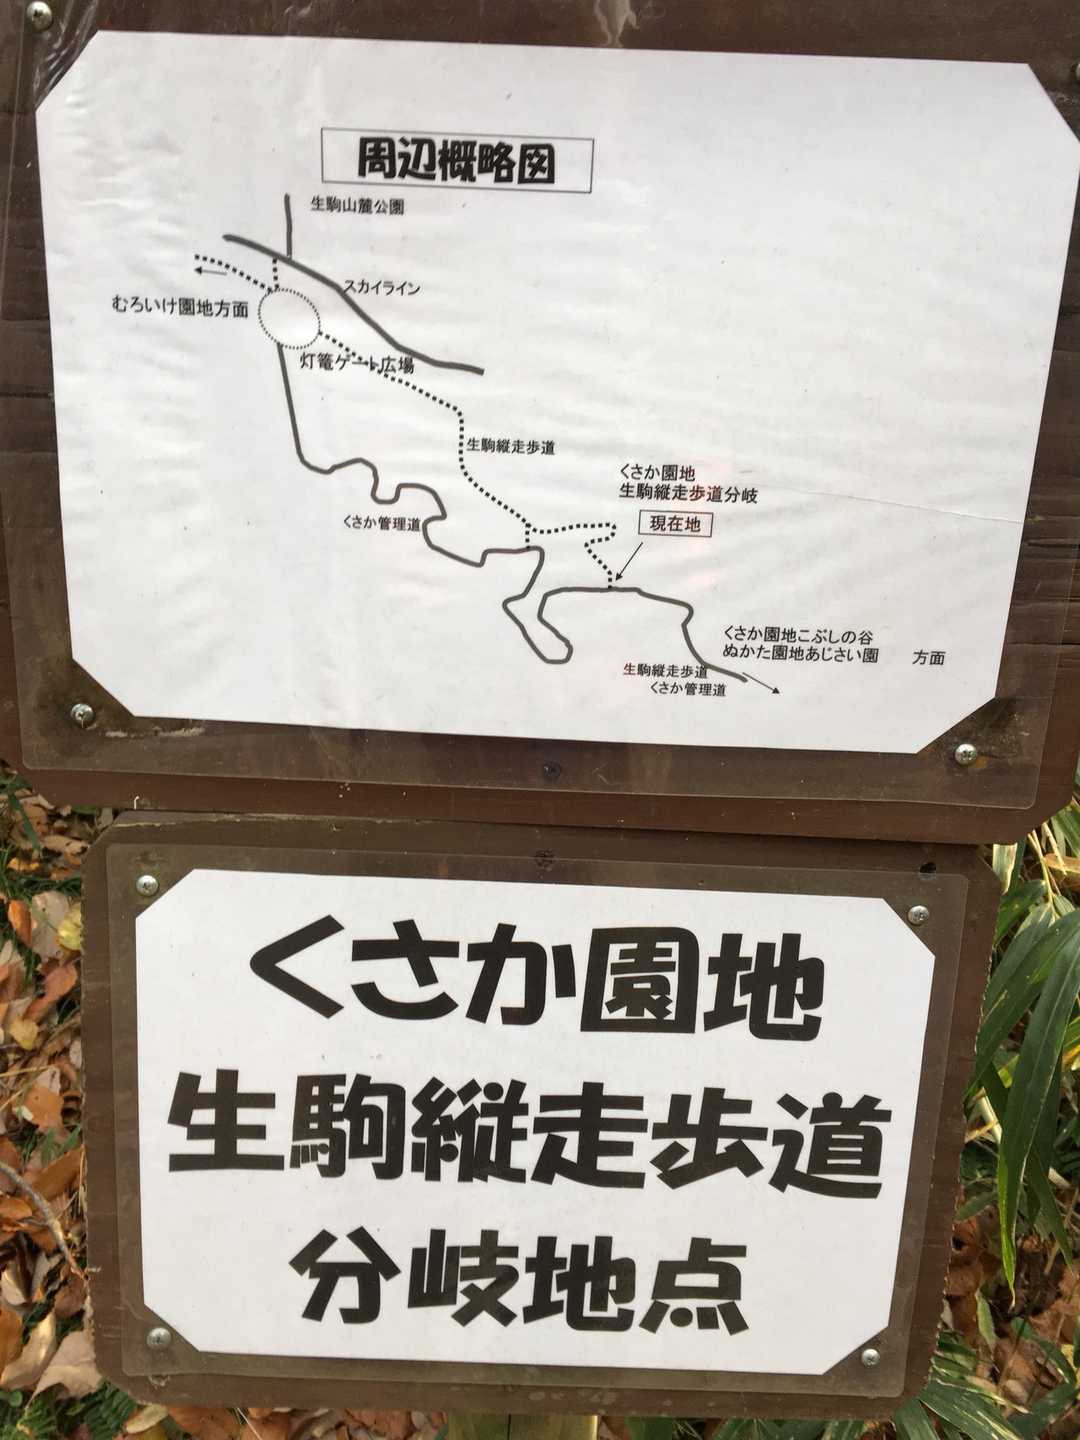 周辺概略図
生駒山麓公園
スカイライン
むろいけ園地方面
灯篭ゲート広場
生駒縦走歩道
くさか園地
生駒縦走歩道分岐
現在地
くさか管理道
くさか園地こぶしの谷
ぬかた園地あじさい園 方面
生駒縦走歩道
くさか管理道
くさか園地
生駒縦走歩道
分岐地点